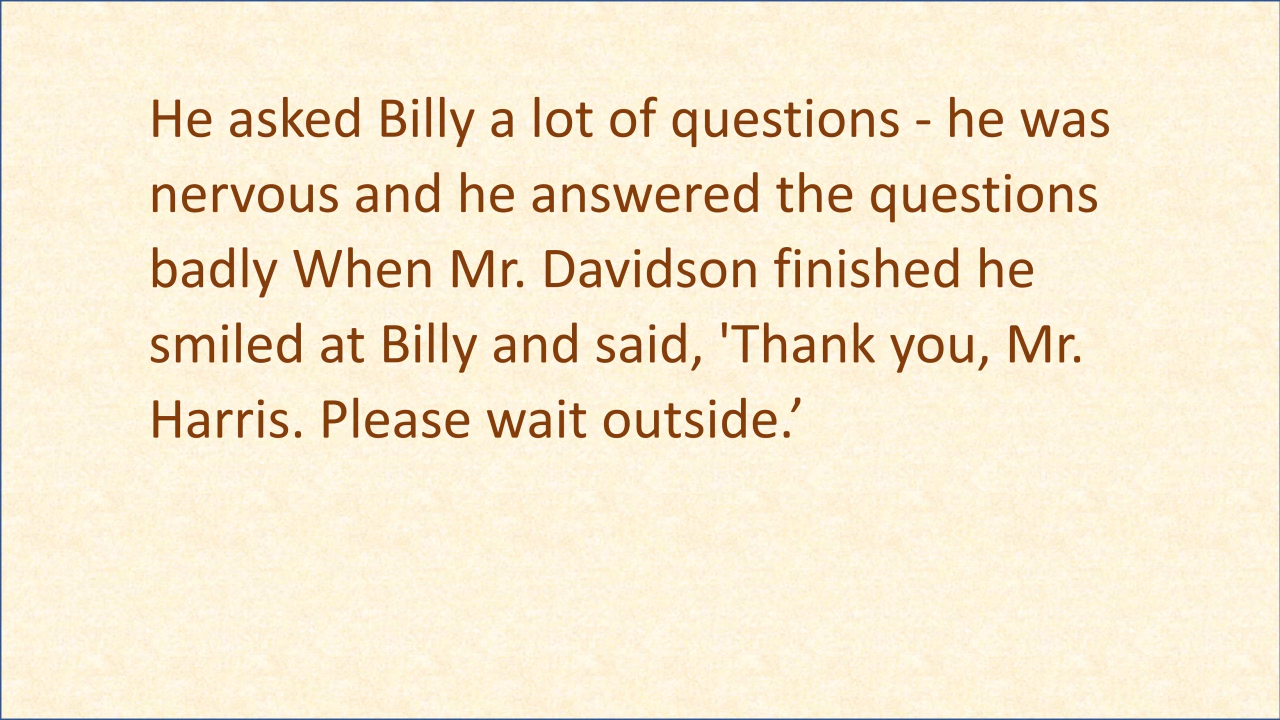 He asked Billy a lot of questions - he was
nervous and he answered the questions
badly When Mr. Davidson finished he
smiled at Billy and said, 'Thank you, Mr.
Harris. Please wait outside.’